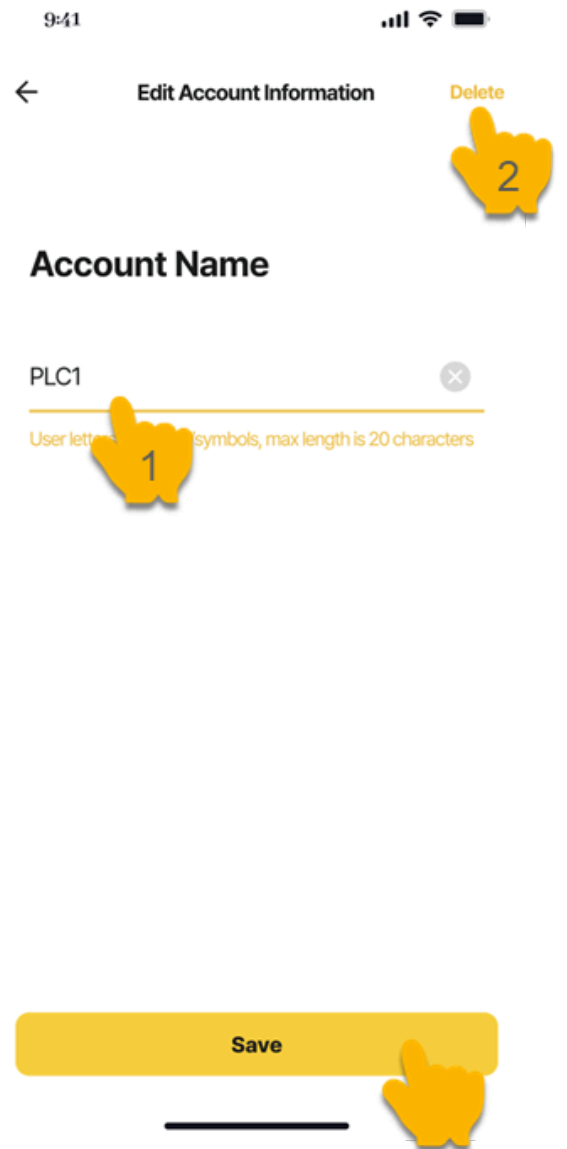 9:41
Edit Account Information
Delete
2
Account Name
PLC1
User symbols, max length is 20 characters
1
Save